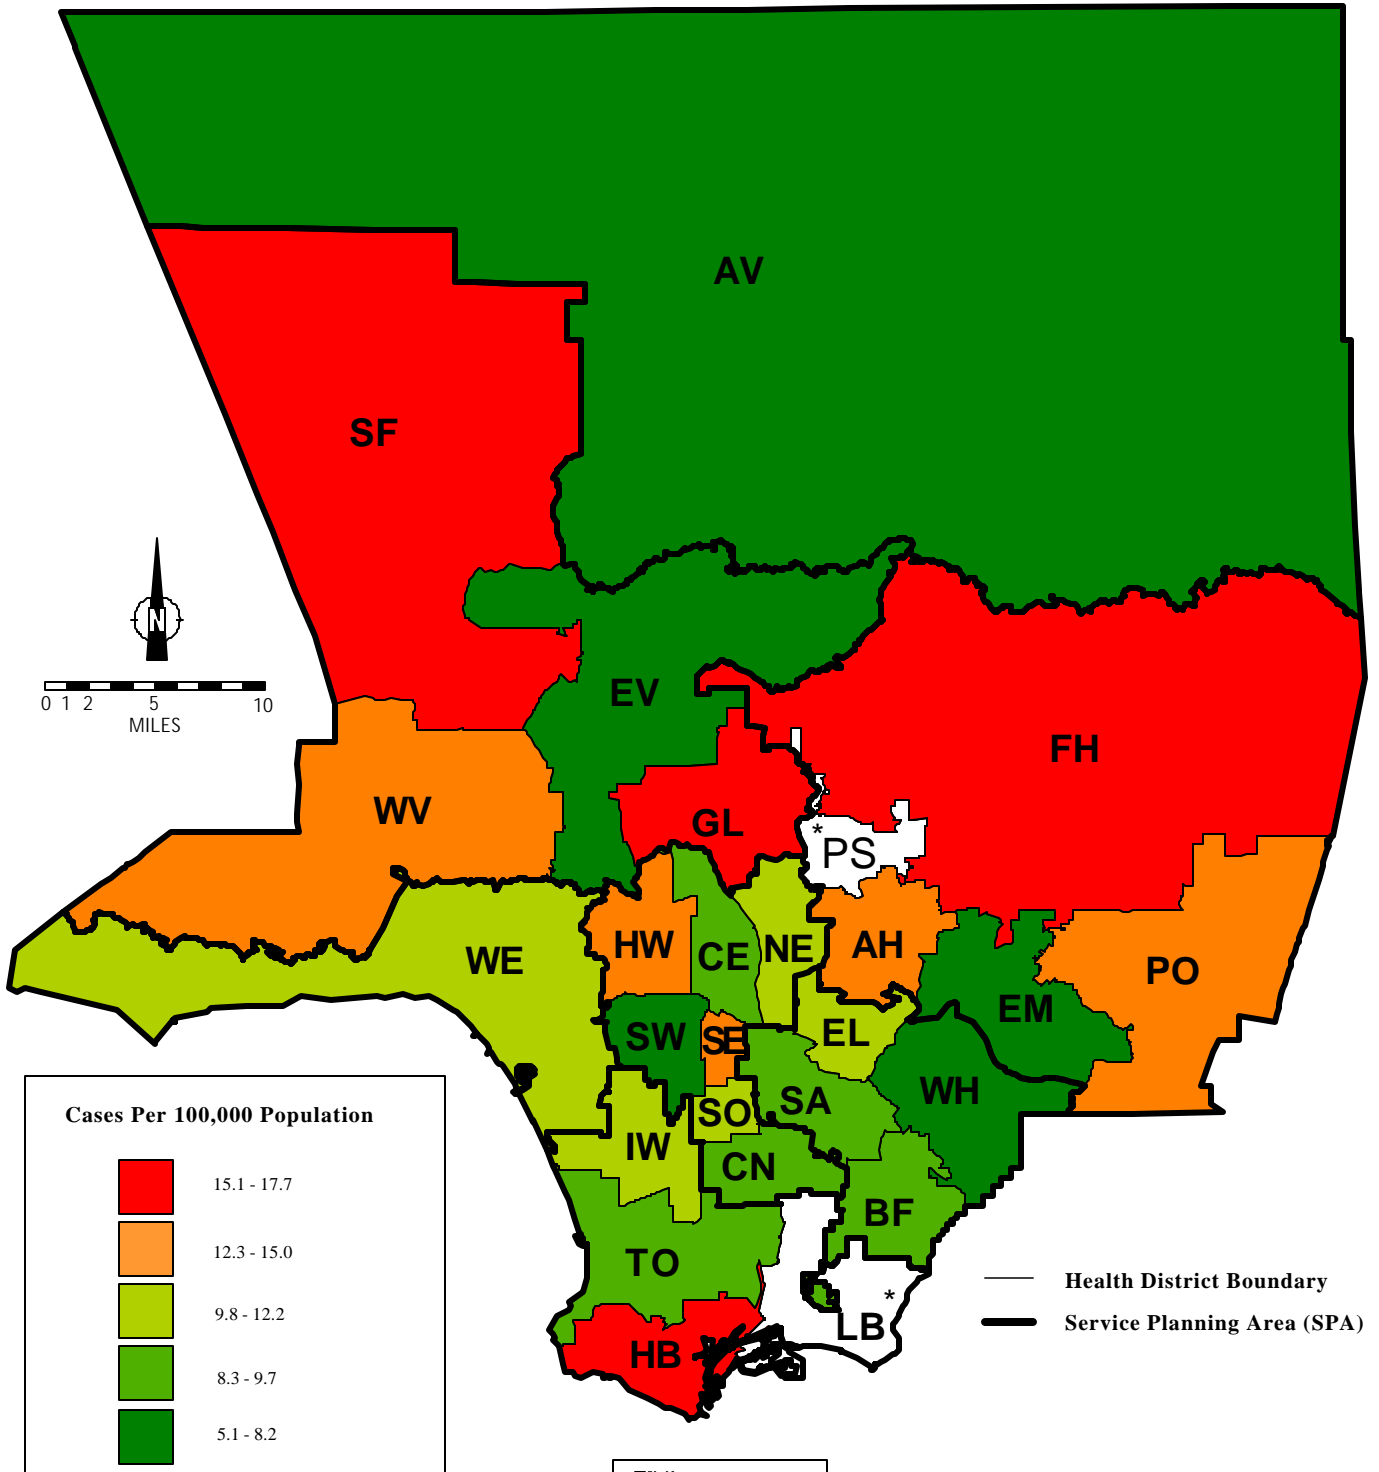 AV
SF
N
0 1 2 5 10
MILES
EV
FH
WV
GL
*
PS
HW
CE
NE
AH
WE
PO
EM
SW
SE
EL
WH
SA
SO
IW
CN
BF
TO
*
LB
HB
Cases Per 100,000 Population
15.1 - 17.7
12.3 - 15.0
9.8 - 12.2
8.3 - 9.7
5.1 - 8.2
Health District Boundary
Service Planning Area (SPA)